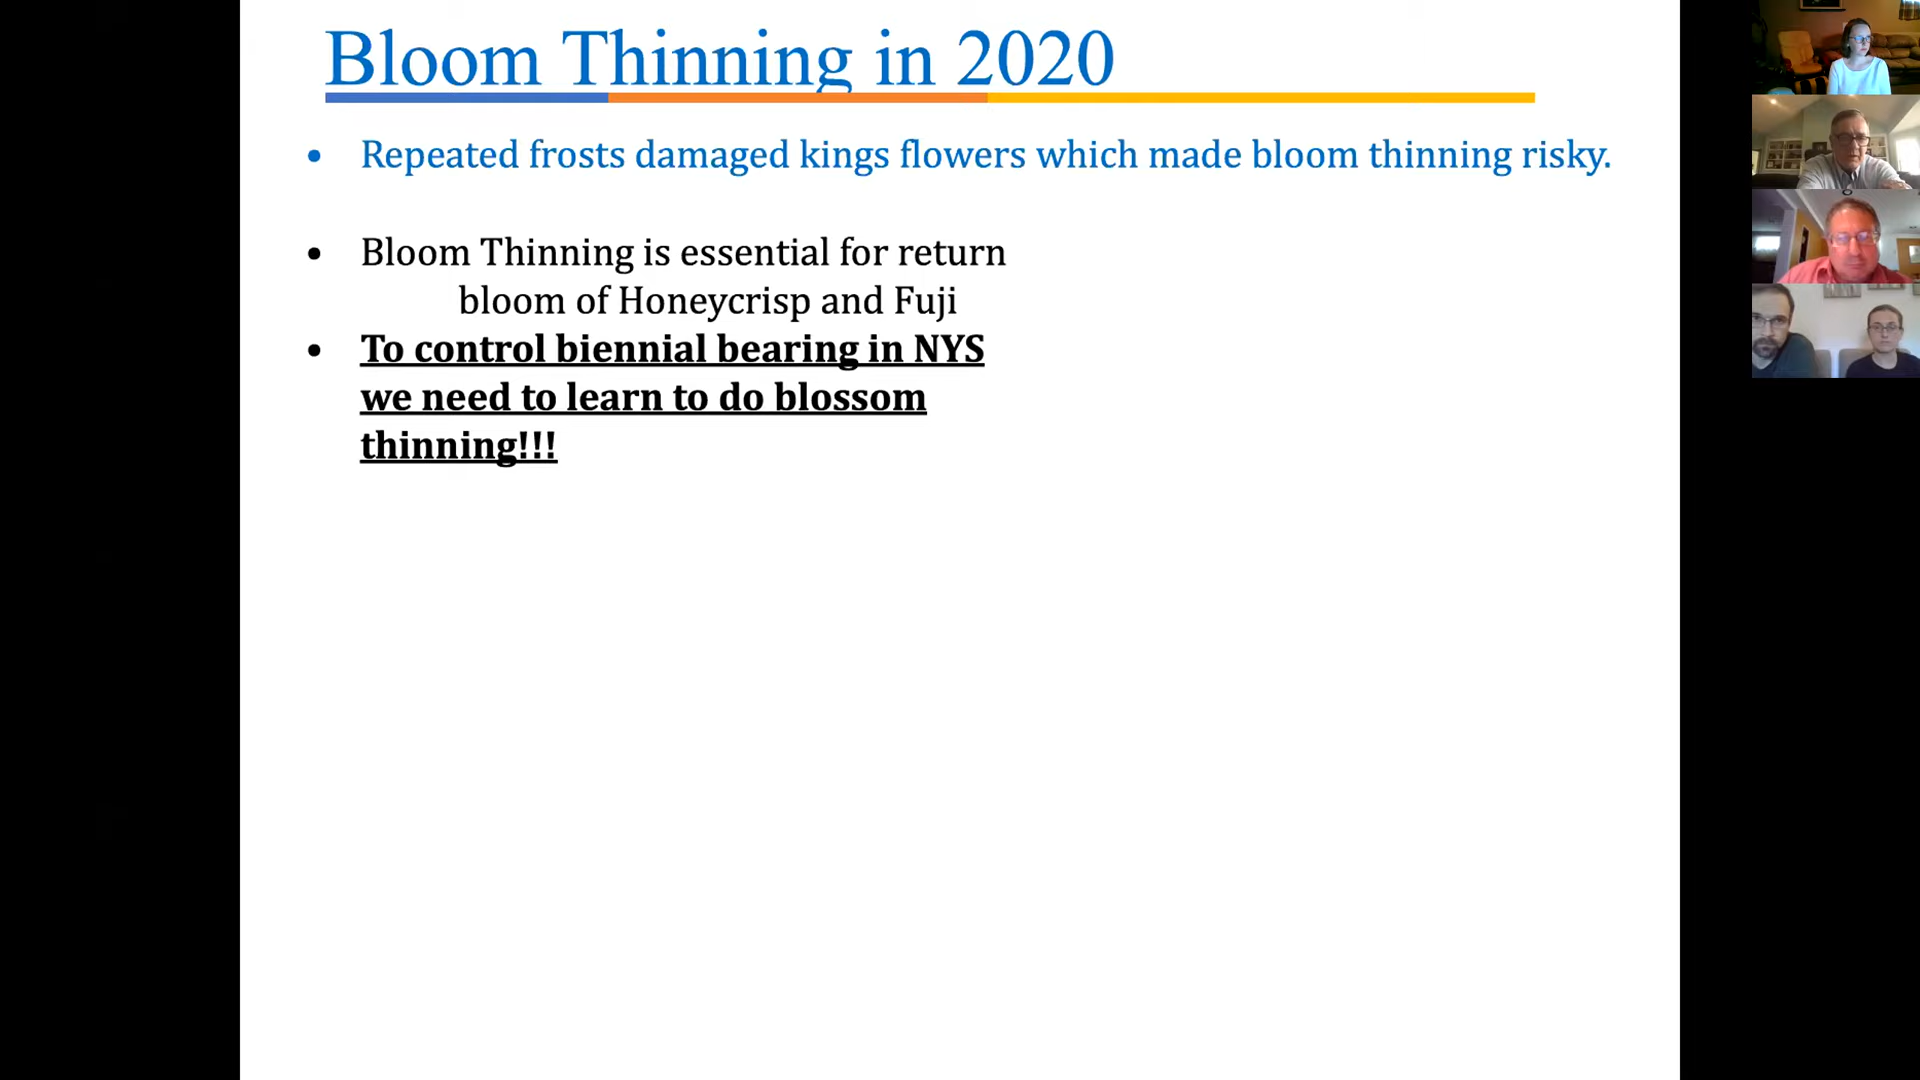 Bloom Thinning in 2020
• Repeated frosts damaged kings flowers which made bloom thinning risky.
• Bloom Thinning is essential for return
bloom of Honeycrisp and Fuji
• To control biennial bearing in NYS
we need to learn to do blossom
thinning!!!